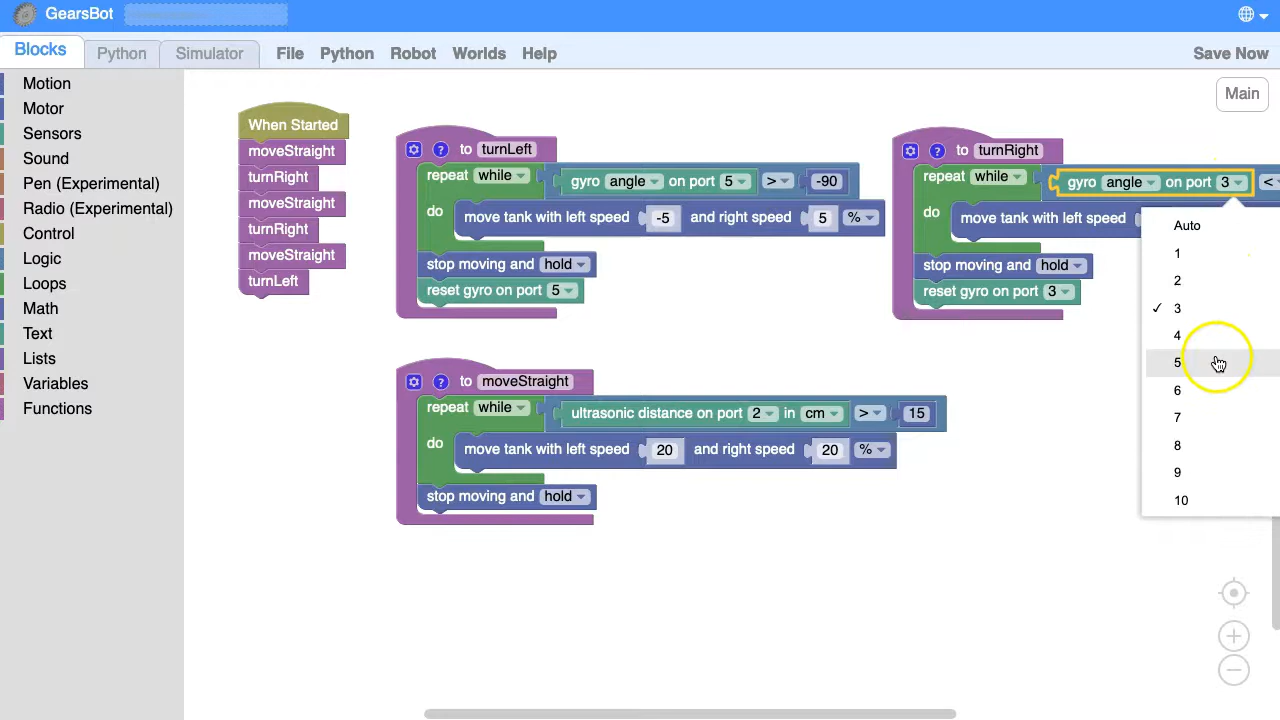 GearsBot
Blocks Python Simulator File Python Robot Worlds Help Save Now
Motion
Motor
Sensors
Sound
Pen (Experimental)
Radio (Experimental)
Control
Logic
Loops
Math
Text
Lists
Variables
Functions
Main
When Started
moveStraight
turnRight
moveStraight
turnRight
moveStraight
turnLeft
? to turnLeft
repeat while gyro angle on port 5 > -90
do move tank with left speed -5 and right speed 5 %
stop moving and hold
reset gyro on port 5
? to turnRight
repeat while gyro angle on port 3 <
do move tank with left speed
stop moving and hold
reset gyro on port 3
Auto
1
2
✓ 3
4
5
6
7
8
9
10
? to moveStraight
repeat while ultrasonic distance on port 2 in cm > 15
do move tank with left speed 20 and right speed 20 %
stop moving and hold